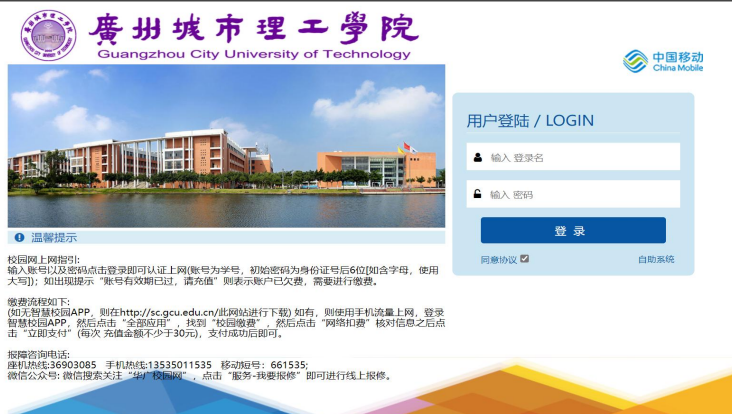 廣州城市理工學院
Guangzhou City University of Technology
中国移动
China Mobile
用户登陆 / LOGIN
输入 登录名
输入 密码
登 录
同意协议
自助系统
温馨提示
校园网上网指引:
输入账号以及密码点击登录即可认证上网(账号为学号，初始密码为身份证号后6位[如含字母，使用
大写])；如出现提示“账号有效期已过，请充值”则表示账户已欠费，需要进行缴费。
缴费流程如下:
(如无智慧校园APP，则在http://sc.gcu.edu.cn/此网站进行下载) 如有，则使用手机流量上网，登录
智慧校园APP，然后点击“全部应用”，找到“校园缴费”，然后点击“网络扣费”核对信息之后点
击“立即支付”(每次 充值金额不少于30元)，支付成功后即可。
报障咨询电话:
座机热线:36903085 手机热线:13535011535 移动短号：661535;
微信公众号: 微信搜索关注“华广校园网”，点击“服务-我要报修”即可进行线上报修。